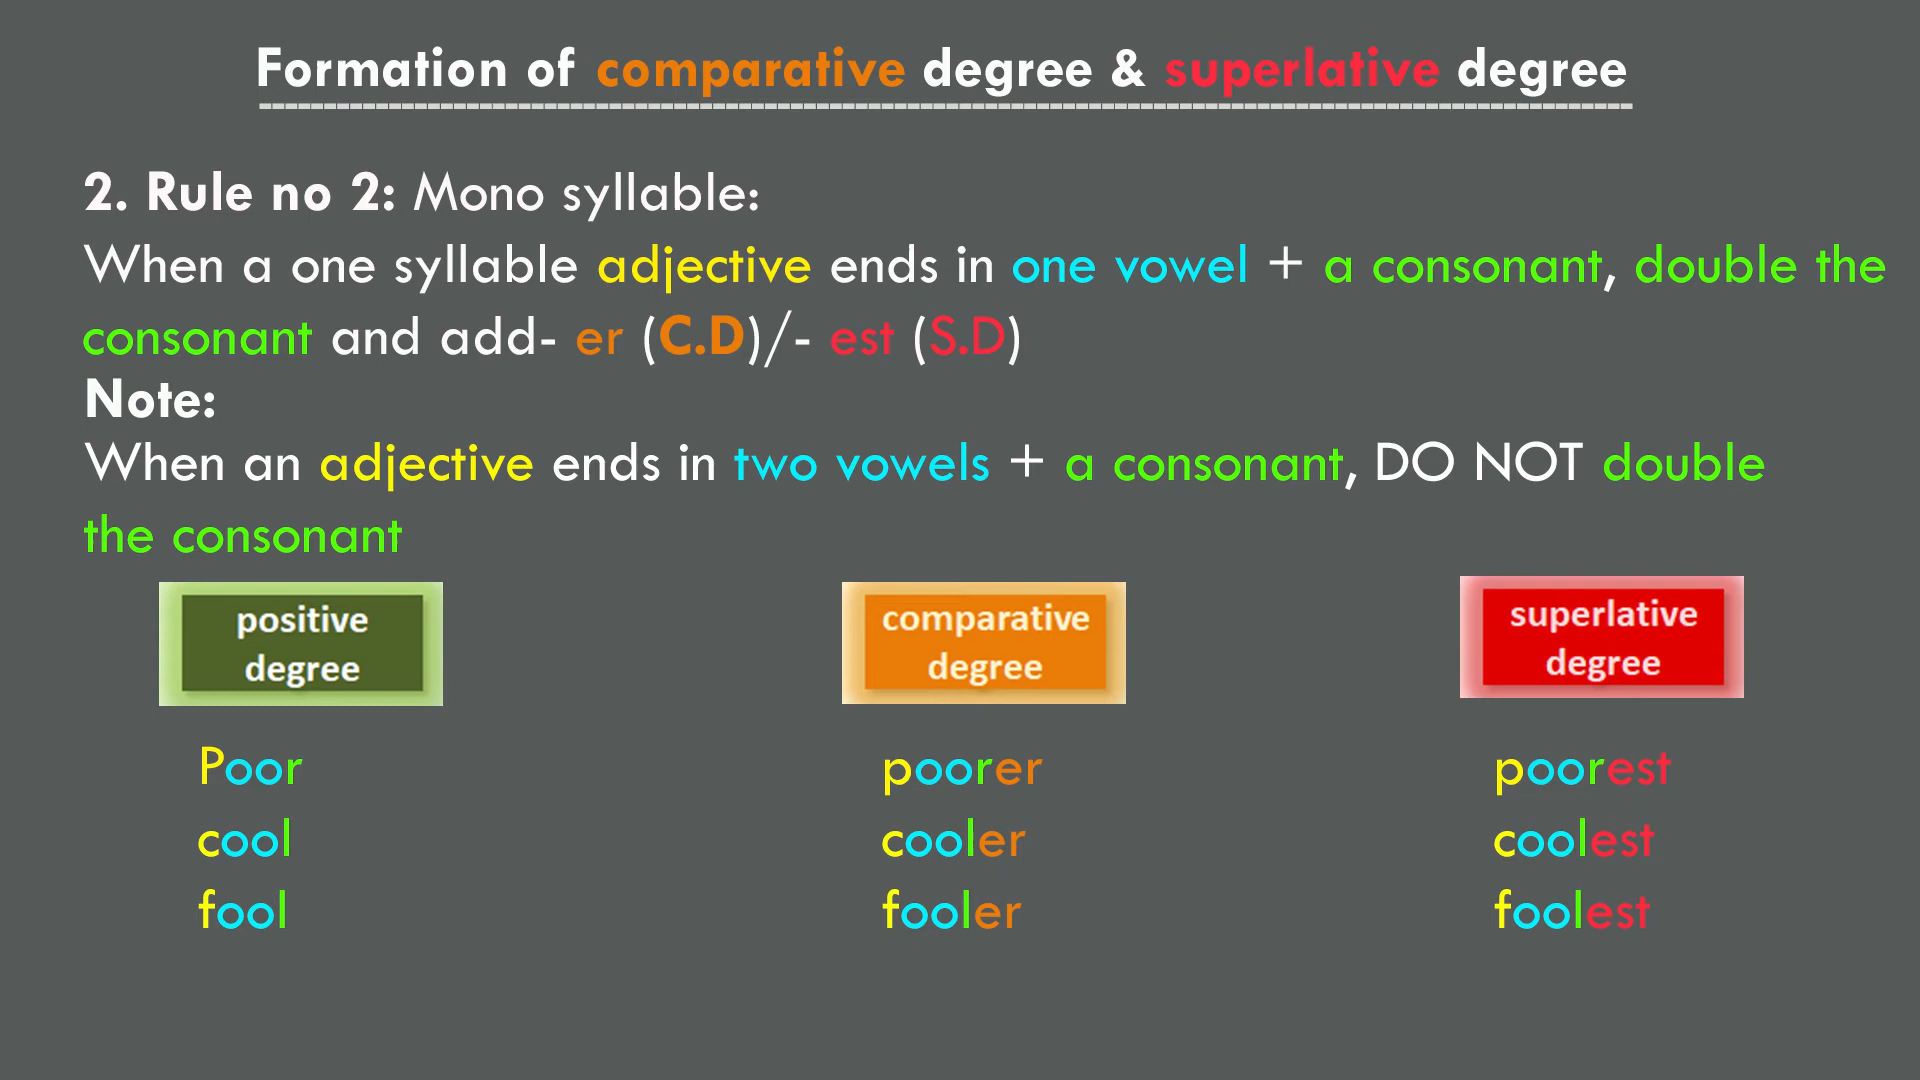 Formation of comparative degree & superlative degree
2. Rule no 2: Mono syllable:
When a one syllable adjective ends in one vowel + a consonant, double the
consonant and add- er (C.D)/- est (S.D)
Note:
When an adjective ends in two vowels + a consonant, DO NOT double
the consonant
positive degree
comparative degree
superlative degree
Poor poorer poorest
cool cooler coolest
fool fooler foolest